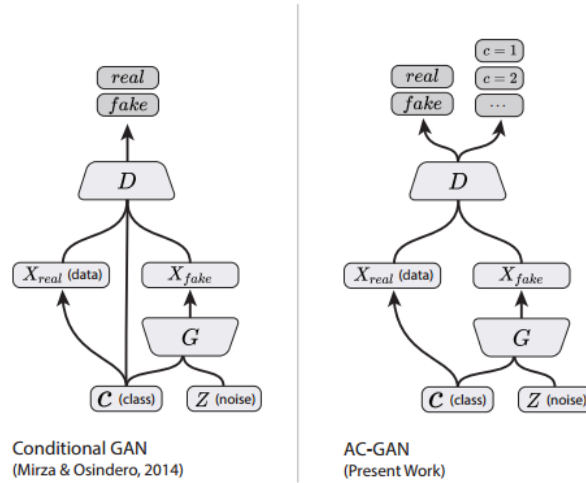 real
fake
D
X_real (data)
X_fake
G
C (class)
Z (noise)
Conditional GAN
(Mirza & Osindero, 2014)
real
fake
c = 1
c = 2
...
D
X_real (data)
X_fake
G
C (class)
Z (noise)
AC-GAN
(Present Work)